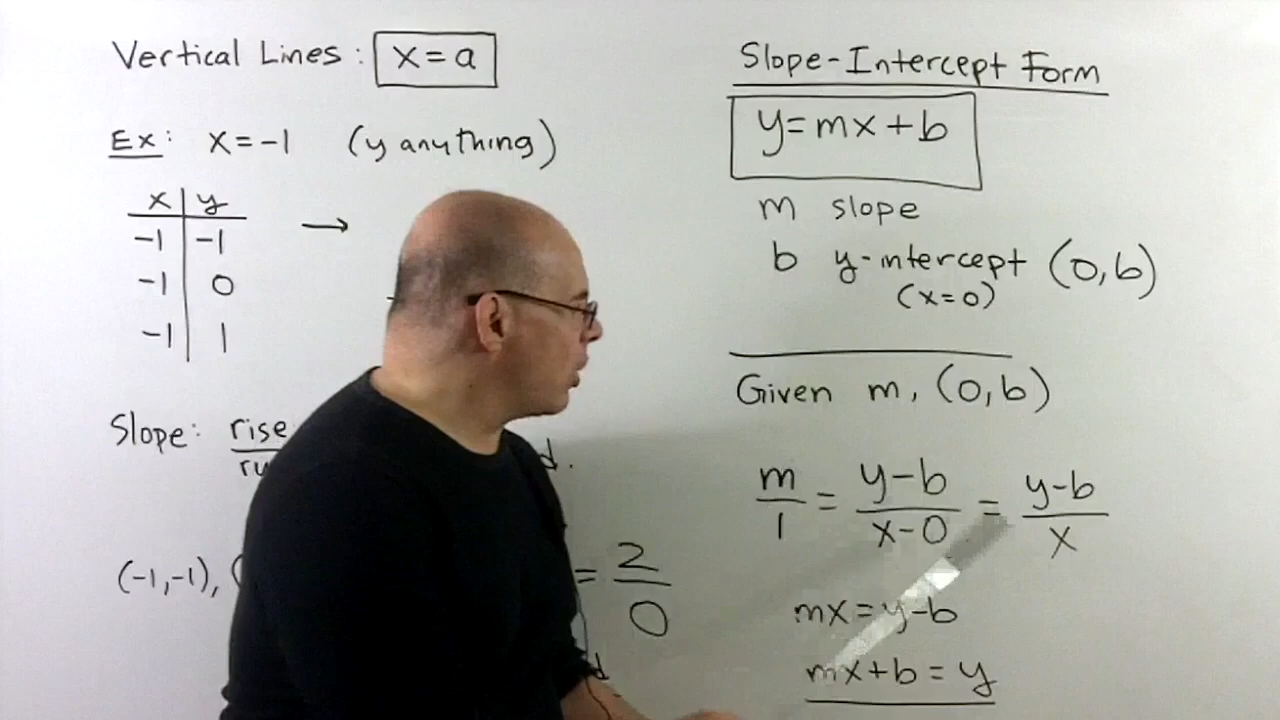 Vertical Lines: x=a
Ex: x=-1 (y anything)
x y
-1 -1
-1 0
-1 1
Slope: rise
(-1,-1),
= 2/0
Slope-Intercept Form
y=mx+b
m slope
b y-intercept (0,b)
(x=0)
Given m, (0,b)
m/1 = y-b/x-0 = y-b/x
mx=y-b
mx+b=y